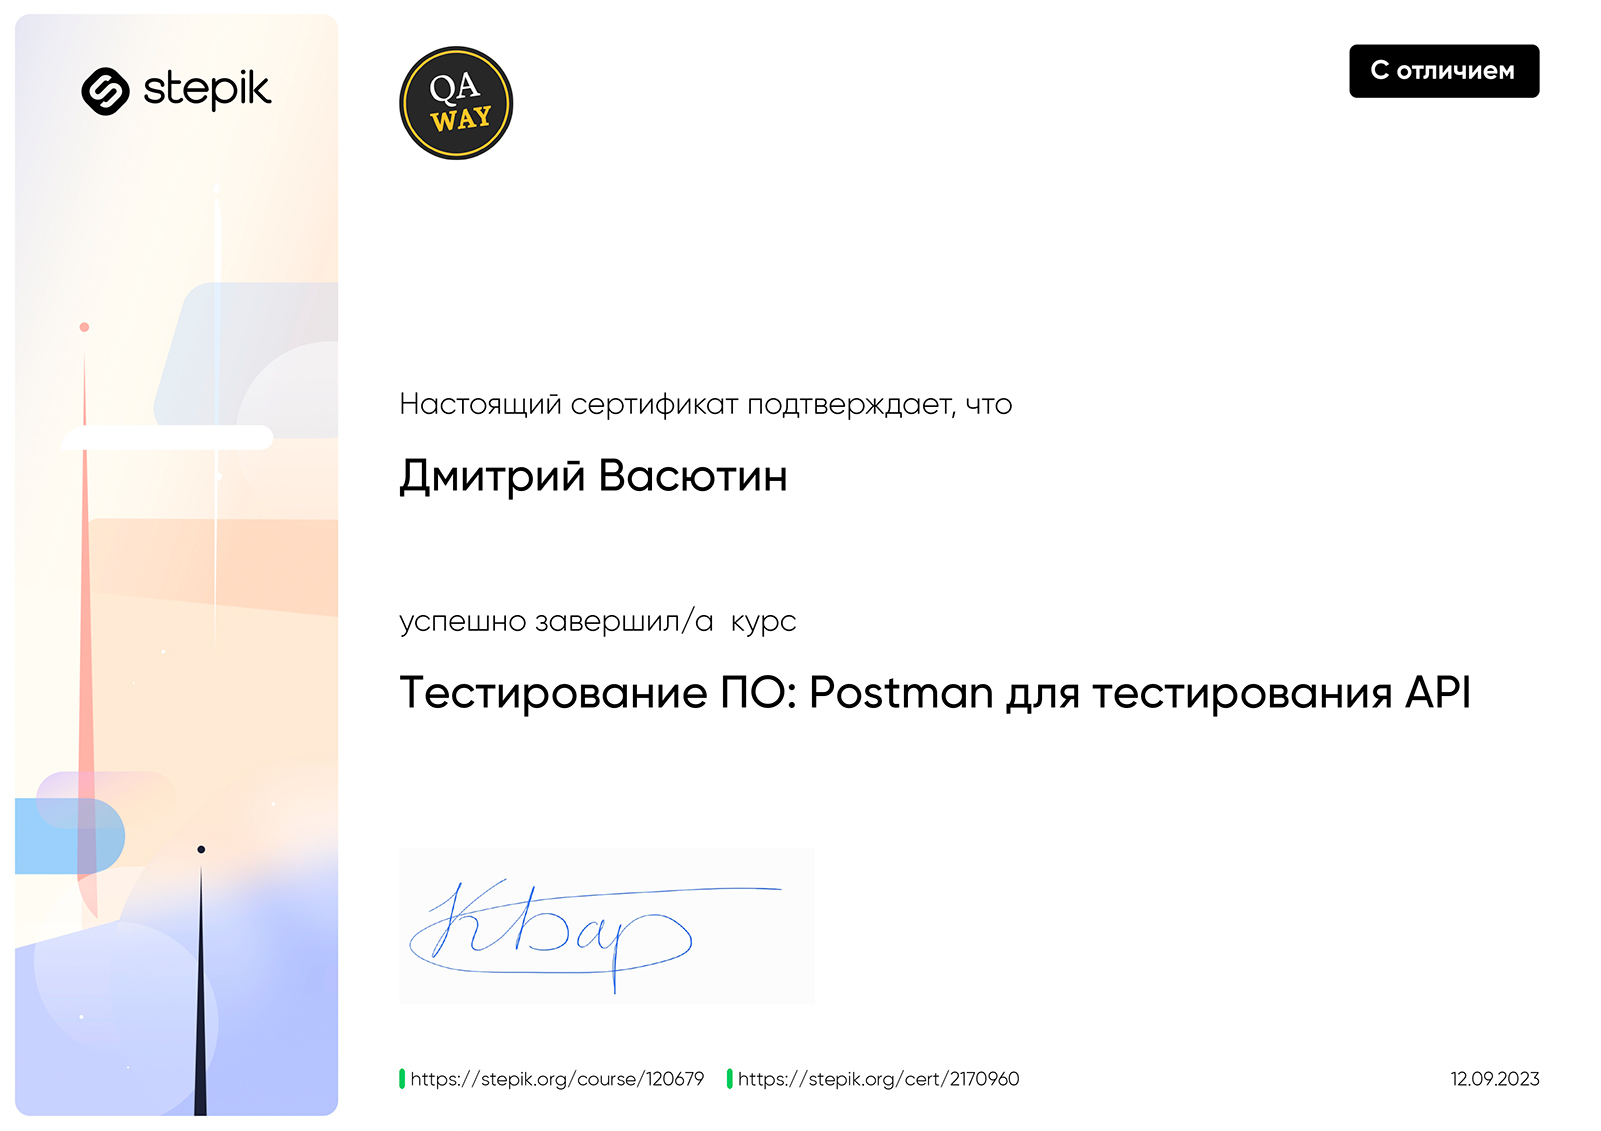 stepik
QA
WAY
С отличием
Настоящий сертификат подтверждает, что
Дмитрий Васютин
успешно завершил/а курс
Тестирование ПО: Postman для тестирования API
КБар
https://stepik.org/course/120679 https://stepik.org/cert/2170960 12.09.2023